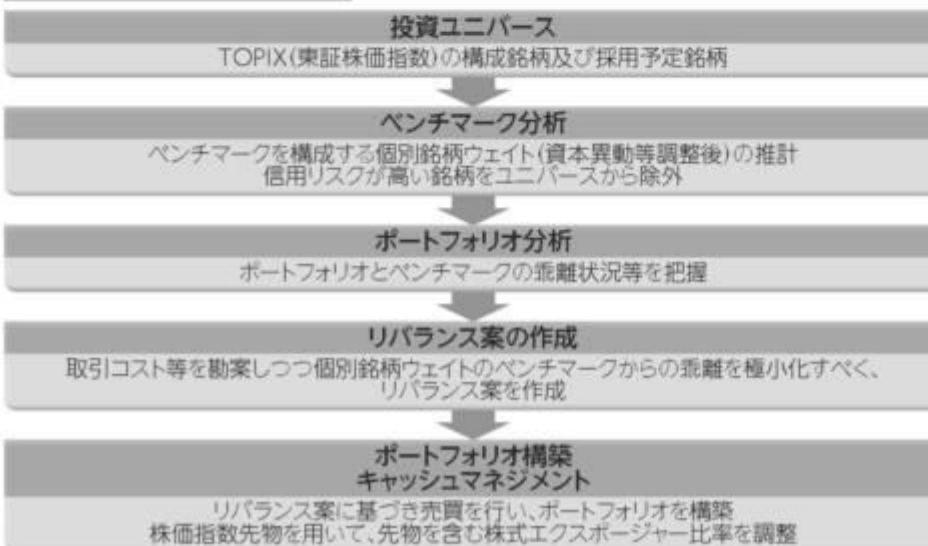 投資ユニバース
TOPIX(東証株価指数)の構成銘柄及び採用予定銘柄
ベンチマーク分析
ベンチマークを構成する個別銘柄ウェイト(資本異動等調整後)の推計
信用リスクが高い銘柄をユニバースから除外
ポートフォリオ分析
ポートフォリオとベンチマークの乖離状況等を把握
リバランス案の作成
取引コスト等を勘案しつつ個別銘柄ウェイトのベンチマークからの乖離を極小化すべく、
リバランス案を作成
ポートフォリオ構築
キャッシュマネジメント
リバランス案に基づき売買を行い、ポートフォリオを構築
株価指数先物を用いて、先物を含む株式エクスポージャー比率を調整